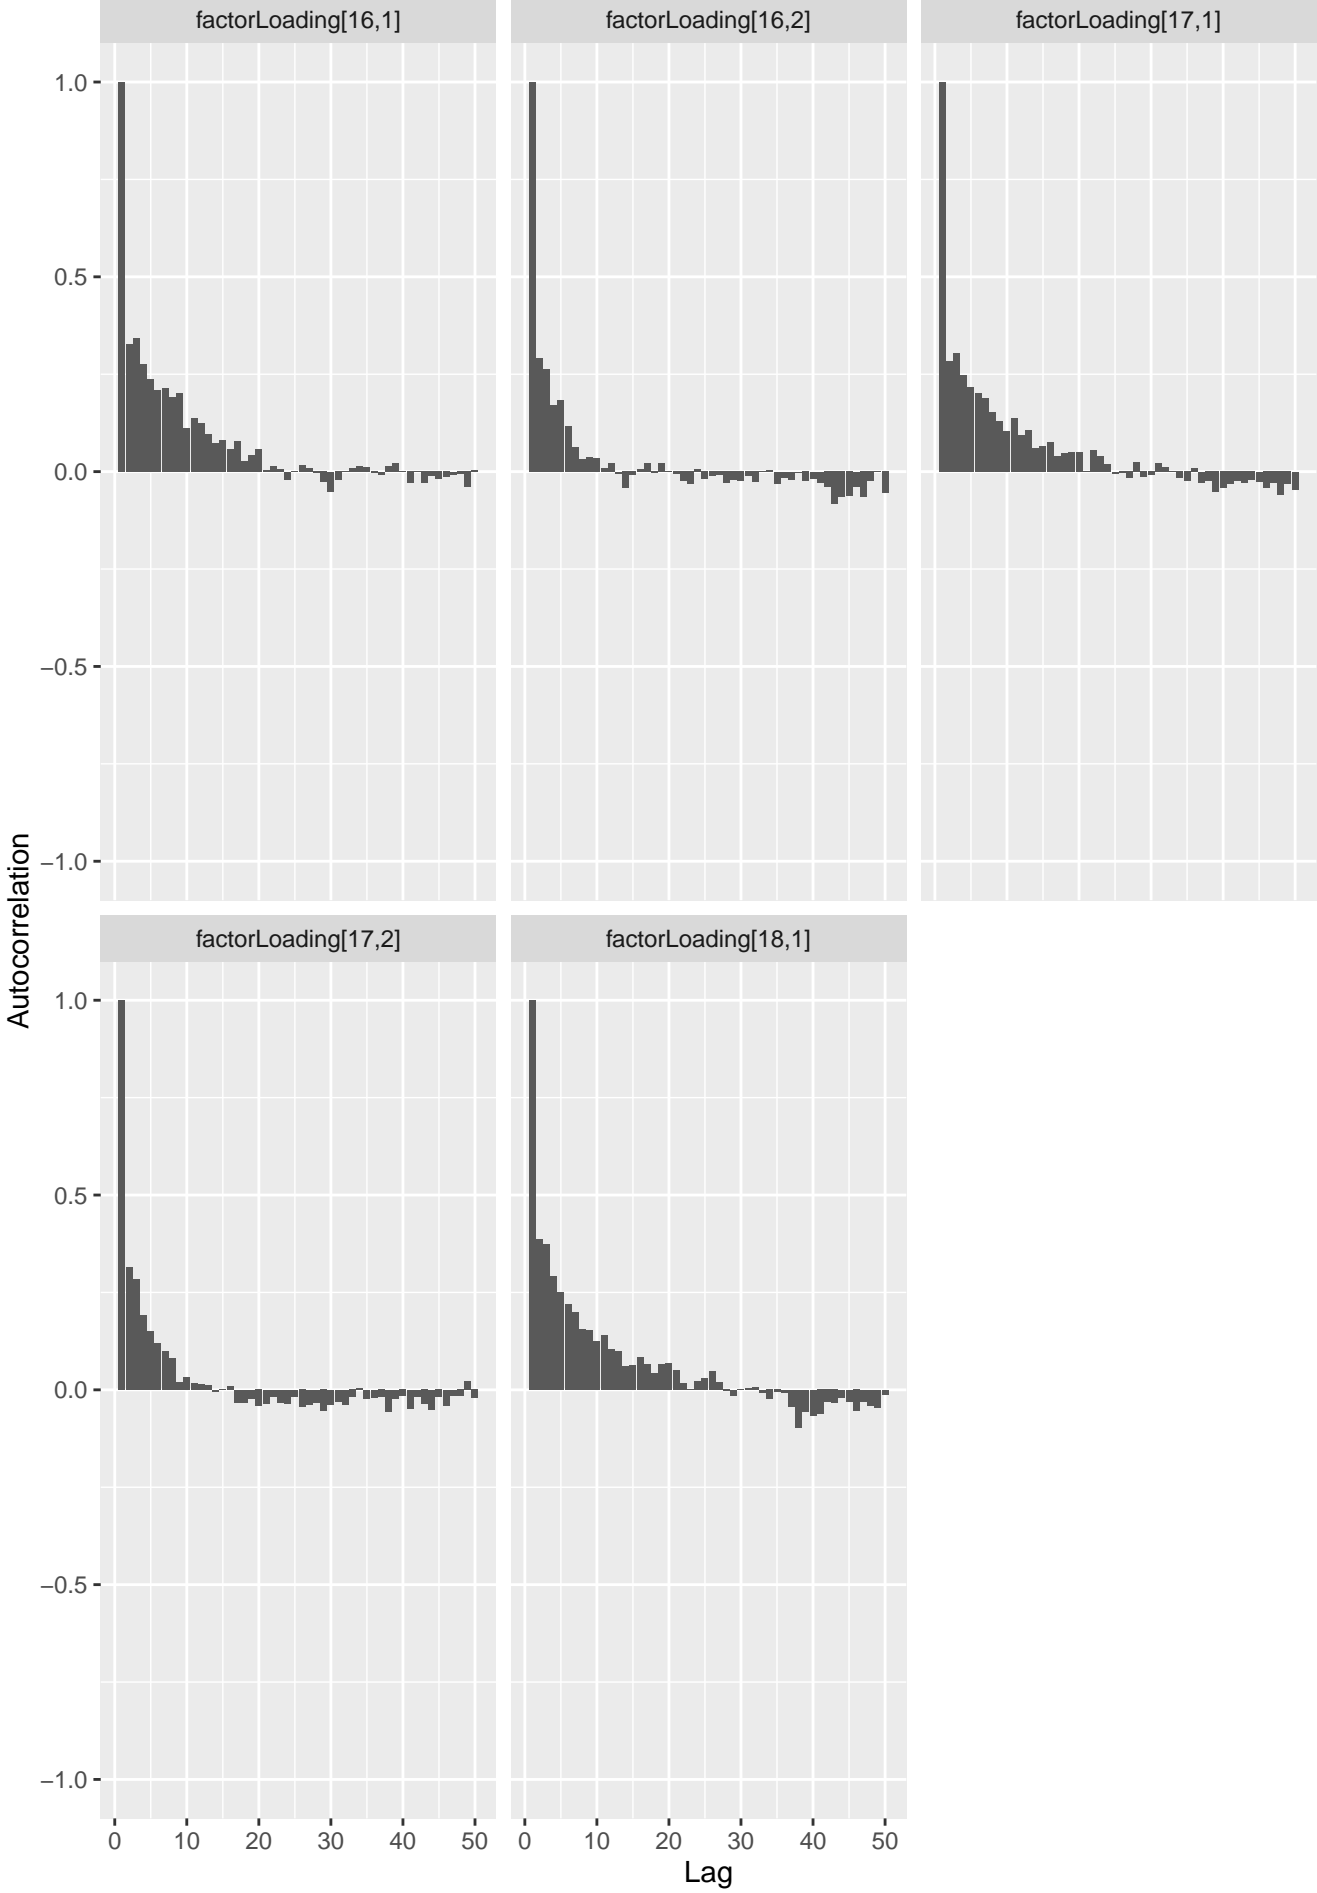 factorLoading[16,1] factorLoading[16,2] factorLoading[17,1]
1.0
0.5
0.0
−0.5
−1.0
Autocorrelation
factorLoading[17,2] factorLoading[18,1]
1.0
0.5
0.0
−0.5
−1.0
0 10 20 30 40 50 0 10 20 30 40 50
Lag